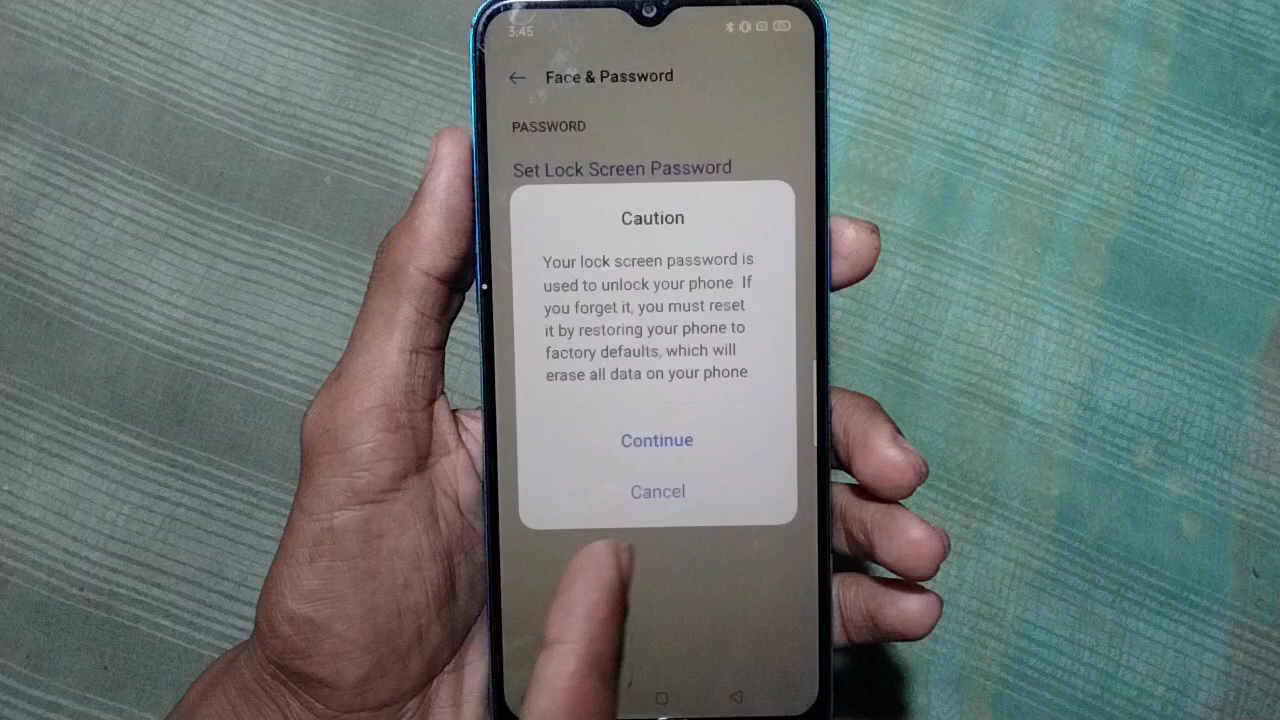 3:45
Face & Password
PASSWORD
Set Lock Screen Password
Caution
Your lock screen password is
used to unlock your phone. If
you forget it, you must reset
it by restoring your phone to
factory defaults, which will
erase all data on your phone
Continue
Cancel